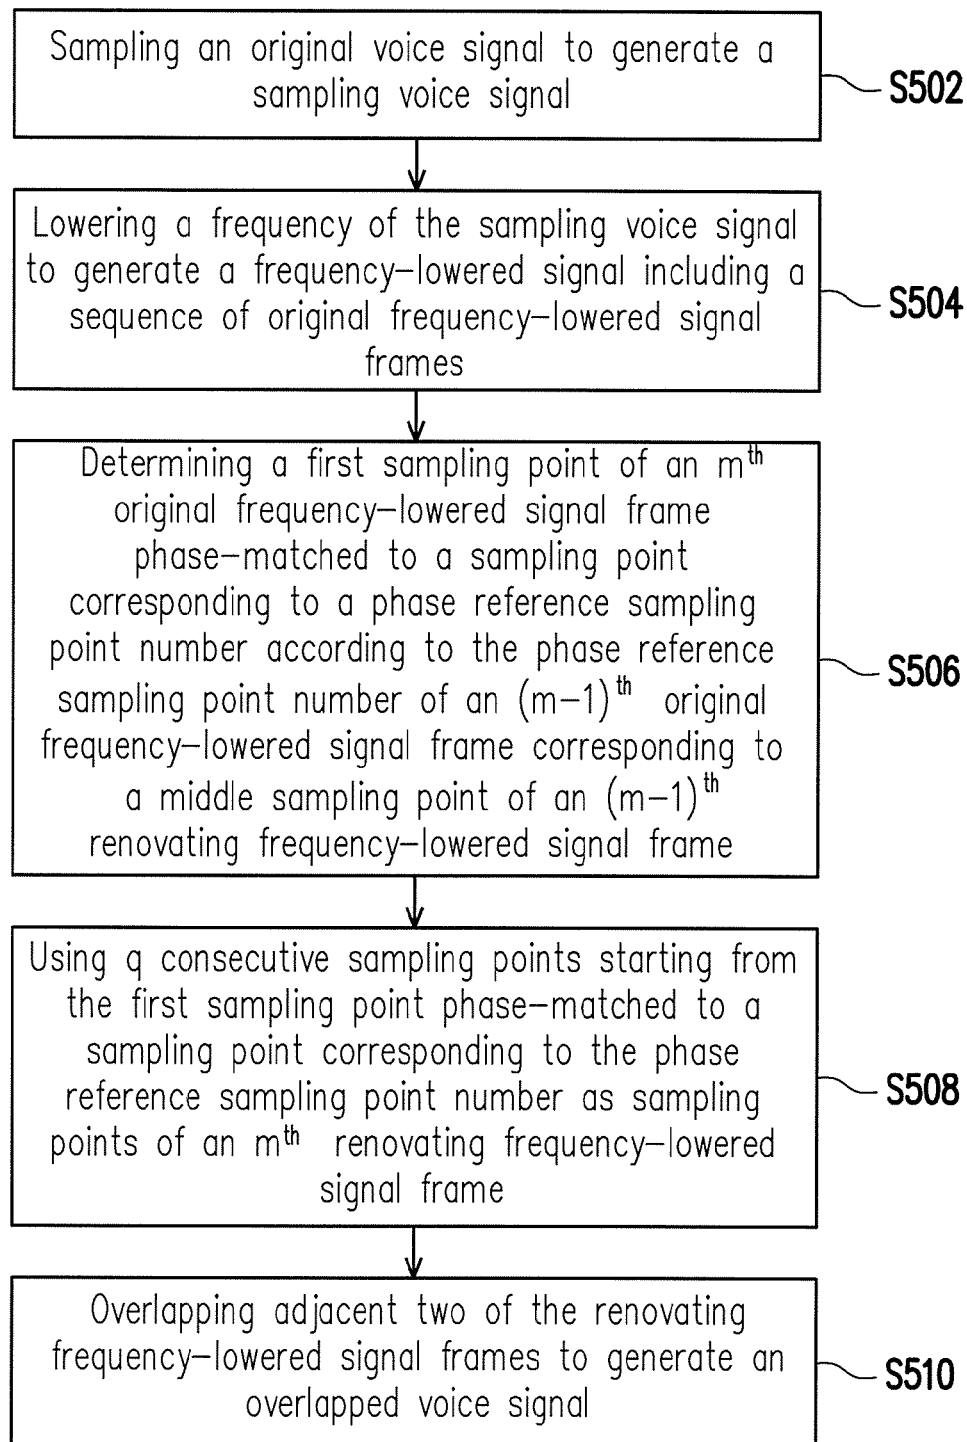 Sampling an original voice signal to generate a
sampling voice signal
S502
Lowering a frequency of the sampling voice signal
to generate a frequency-lowered signal including a
sequence of original frequency-lowered signal
frames
S504
Determining a first sampling point of an mth
original frequency-lowered signal frame
phase-matched to a sampling point
corresponding to a phase reference sampling
point number according to the phase reference
sampling point number of an (m-1)th original
frequency-lowered signal frame corresponding to
a middle sampling point of an (m-1)th
renovating frequency-lowered signal frame
S506
Using q consecutive sampling points starting from
the first sampling point phase-matched to a
sampling point corresponding to the phase
reference sampling point number as sampling
points of an mth renovating frequency-lowered
signal frame
S508
Overlapping adjacent two of the renovating
frequency-lowered signal frames to generate an
overlapped voice signal
S510